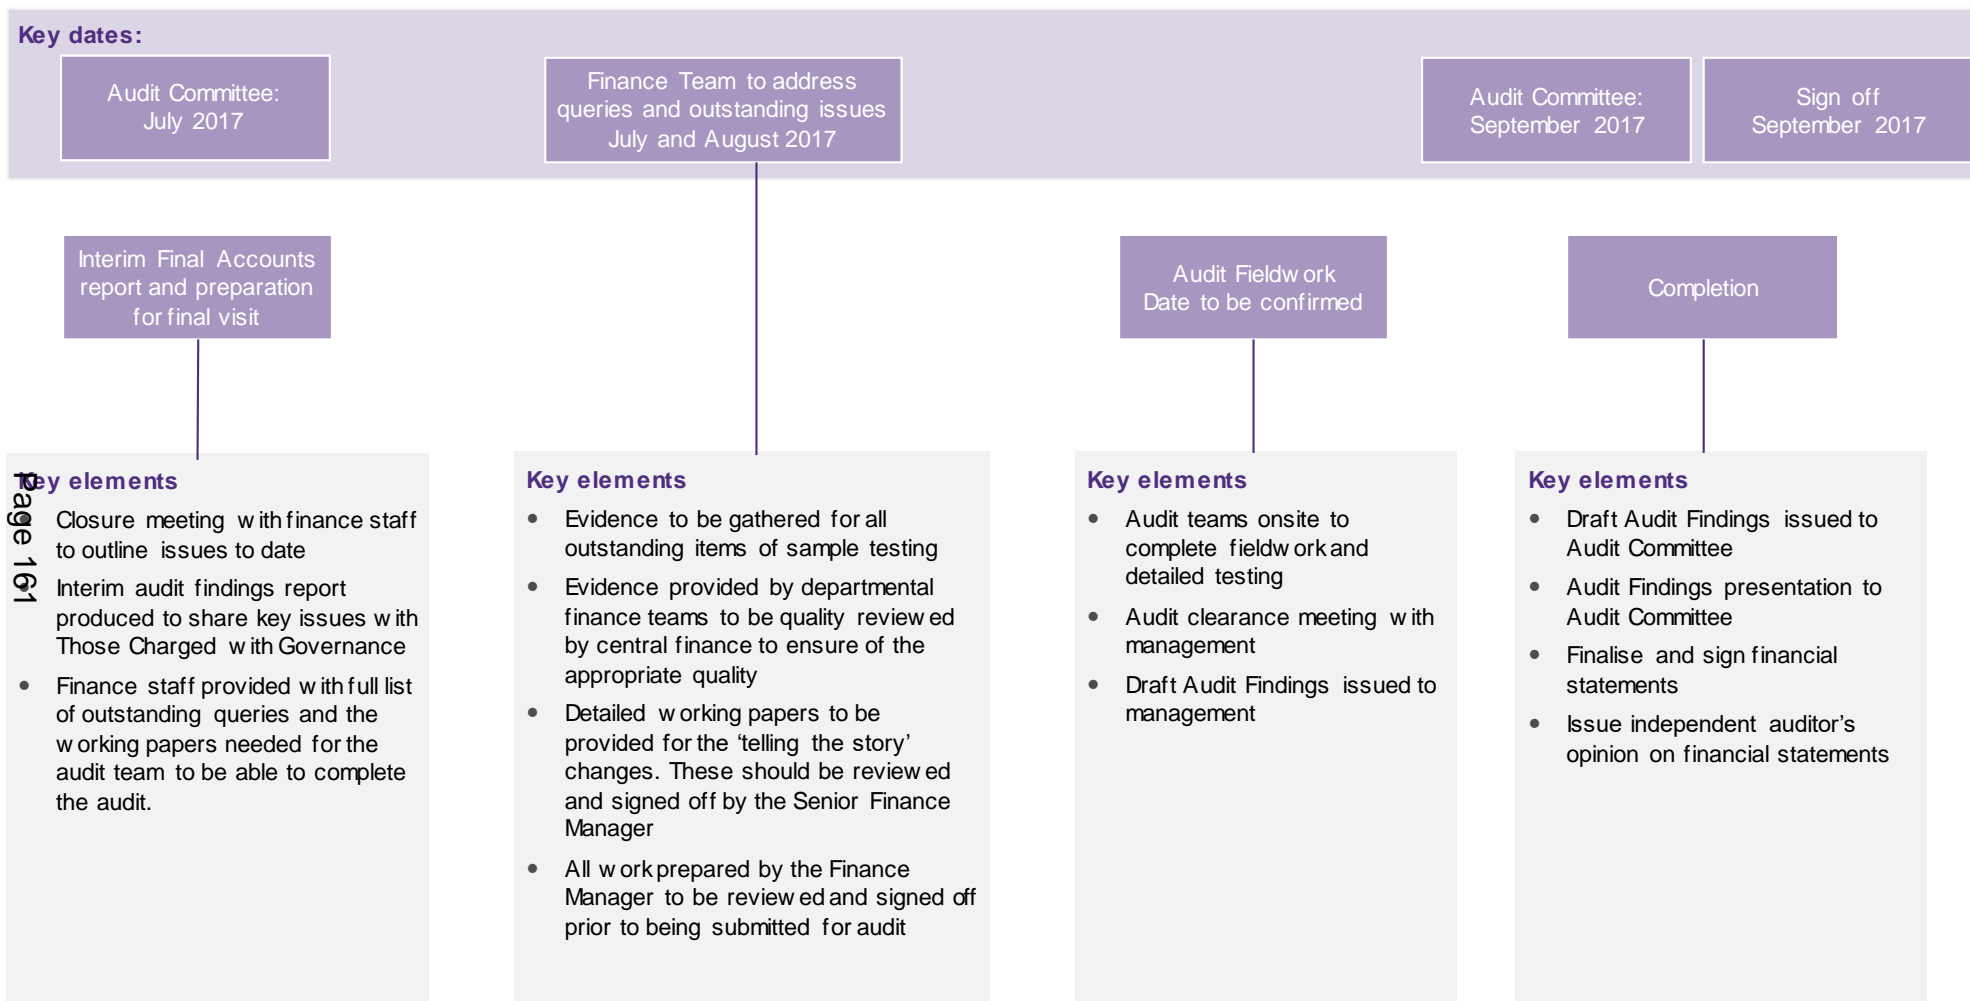 Key dates:
Audit Committee:
July 2017
Finance Team to address
queries and outstanding issues
July and August 2017
Audit Committee:
September 2017
Sign off
September 2017
Interim Final Accounts
report and preparation
for final visit
Audit Fieldwork
Date to be confirmed
Completion
Key elements
Closure meeting with finance staff
to outline issues to date
Interim audit findings report
produced to share key issues with
Those Charged with Governance
Finance staff provided with full list
of outstanding queries and the
working papers needed for the
audit team to be able to complete
the audit.
Key elements
Evidence to be gathered for all
outstanding items of sample testing
Evidence provided by departmental
finance teams to be quality reviewed
by central finance to ensure of the
appropriate quality
Detailed working papers to be
provided for the ‘telling the story’
changes. These should be reviewed
and signed off by the Senior Finance
Manager
All work prepared by the Finance
Manager to be reviewed and signed off
prior to being submitted for audit
Key elements
Audit teams onsite to
complete fieldwork and
detailed testing
Audit clearance meeting with
management
Draft Audit Findings issued to
management
Key elements
Draft Audit Findings issued to
Audit Committee
Audit Findings presentation to
Audit Committee
Finalise and sign financial
statements
Issue independent auditor’s
opinion on financial statements
Page 161